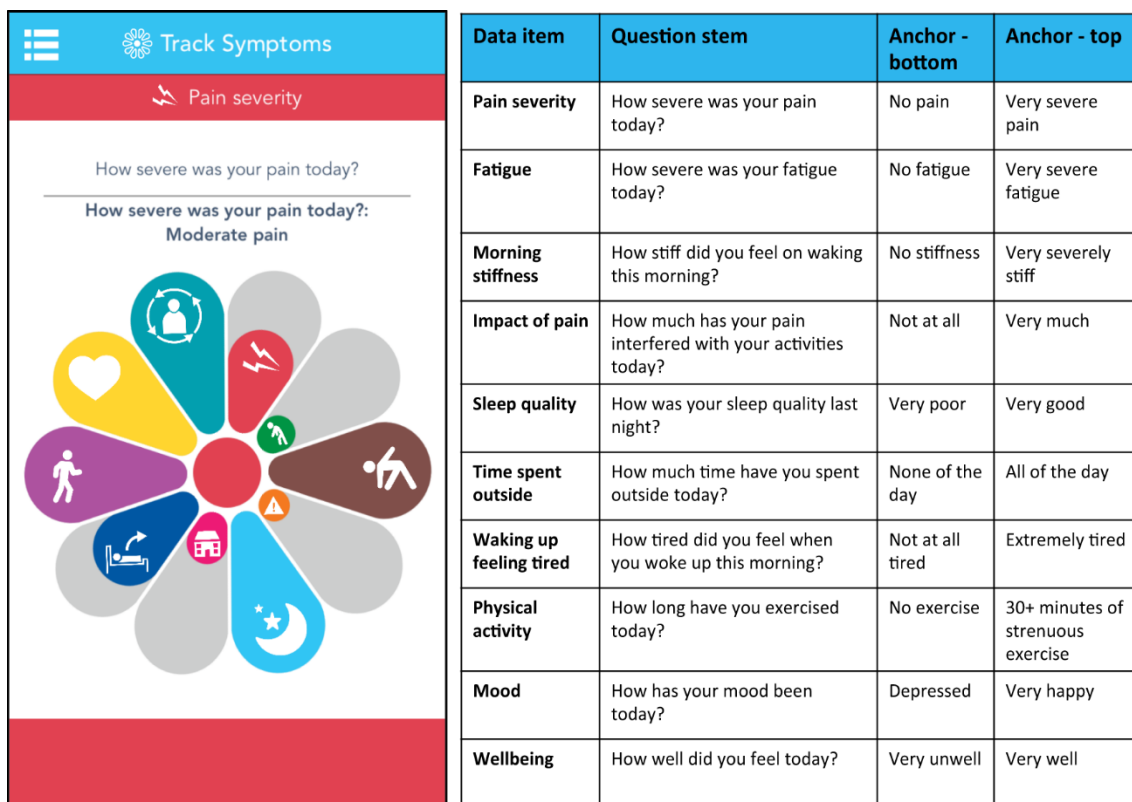 Track Symptoms
Pain severity
How severe was your pain today?
How severe was your pain today?:
Moderate pain
Data item Question stem Anchor - bottom Anchor - top
Pain severity How severe was your pain today? No pain Very severe pain
Fatigue How severe was your fatigue today? No fatigue Very severe fatigue
Morning stiffness How stiff did you feel on waking this morning? No stiffness Very severely stiff
Impact of pain How much has your pain interfered with your activities today? Not at all Very much
Sleep quality How was your sleep quality last night? Very poor Very good
Time spent outside How much time have you spent outside today? None of the day All of the day
Waking up feeling tired How tired did you feel when you woke up this morning? Not at all tired Extremely tired
Physical activity How long have you exercised today? No exercise 30+ minutes of strenuous exercise
Mood How has your mood been today? Depressed Very happy
Wellbeing How well did you feel today? Very unwell Very well